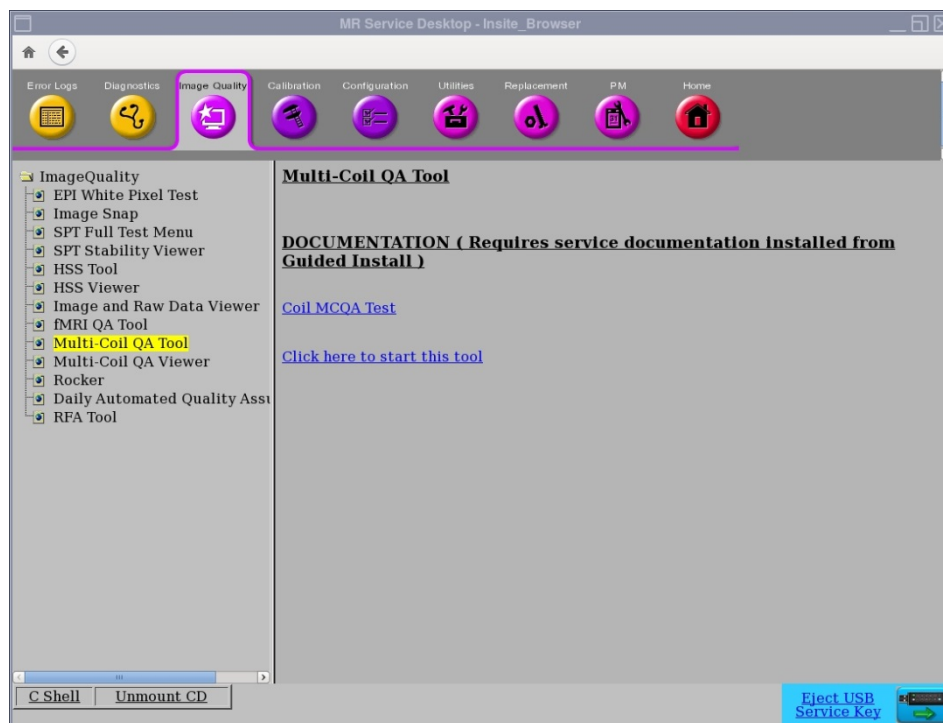 MR Service Desktop - Insite_Browser
Error Logs
Diagnostics
Image Quality
Calibration
Configuration
Utilities
Replacement
PM
Home
ImageQuality
EPI White Pixel Test
Image Snap
SPT Full Test Menu
SPT Stability Viewer
HSS Tool
HSS Viewer
Image and Raw Data Viewer
fMRI QA Tool
Multi-Coil QA Tool
Multi-Coil QA Viewer
Rocker
Daily Automated Quality Assu
RFA Tool
Multi-Coil QA Tool
DOCUMENTATION ( Requires service documentation installed from
Guided Install )
Coil MCQA Test
Click here to start this tool
C Shell
Unmount CD
Eject USB
Service Key